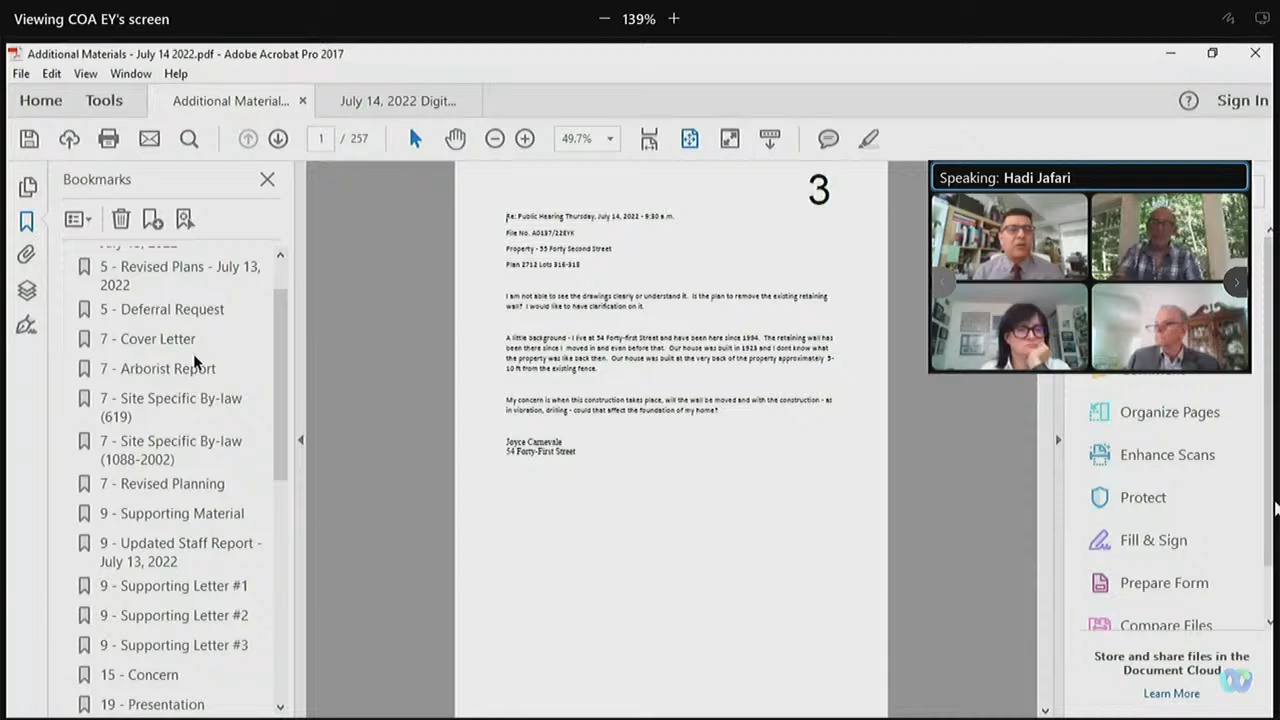 Viewing COA EY's screen
139%
Additional Materials - July 14 2022.pdf - Adobe Acrobat Pro 2017
File Edit View Window Help
Home Tools Additional Material... July 14, 2022 Digit... Sign In
1 / 257 49.7%
Bookmarks
5 - Revised Plans - July 13,
2022
5 - Deferral Request
7 - Cover Letter
7 - Arborist Report
7 - Site Specific By-law
(619)
7 - Site Specific By-law
(1088-2002)
7 - Revised Planning
9 - Supporting Material
9 - Updated Staff Report -
July 13, 2022
9 - Supporting Letter #1
9 - Supporting Letter #2
9 - Supporting Letter #3
15 - Concern
19 - Presentation
3
Re: Public Hearing Thursday, July 14, 2022 - 9:30 a.m.
File No. A0137/22EYK
Property - 55 Forty Second Street
Plan 2712 Lots 316-318
I am not able to see the drawings clearly or understand it. Is the plan to remove the existing retaining
wall? I would like to have clarification on it.
A little background - I live at 54 Forty-first Street and have been here since 1994. The retaining wall has
been there since I moved in and even before that. Our house was built in 1923 and I dont know what
the property was like back then. Our house was built at the very back of the property approximately 5-
10 ft from the existing fence.
My concern is when this construction takes place, will the wall be moved and with the construction - as
in vibration, drilling - could that affect the foundation of my home?
Joyce Carnevale
54 Forty-First Street
Speaking: Hadi Jafari
Organize Pages
Enhance Scans
Protect
Fill & Sign
Prepare Form
Compare Files
Store and share files in the
Document Cloud
Learn More